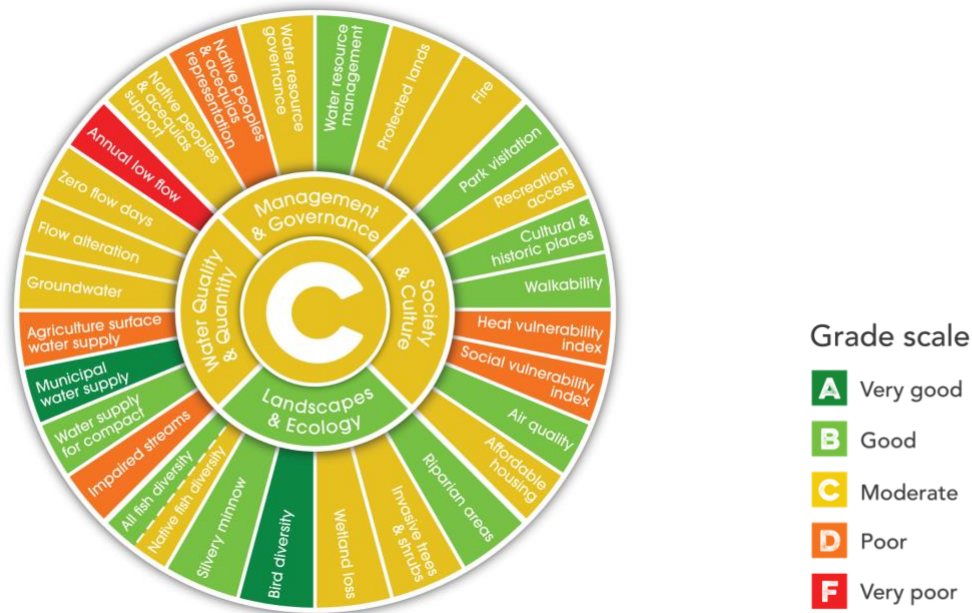 Water resource
management
Protected lands
Fire
Park visitation
Recreation
access
Cultural &
historic places
Walkability
Heat vulnerability
index
Social vulnerability
index
Air quality
Affordable
housing
Riparian areas
Invasive trees
& shrubs
Wetland loss
Bird diversity
Silvery minnow
Native fish diversity
All fish diversity
Impaired streams
Water supply
for compact
Municipal
water supply
Agriculture surface
water supply
Groundwater
Flow alteration
Zero flow days
Annual low flow
Native peoples
& acequias
support
Native peoples
& acequias
representation
Water resource
governance
Management
& Governance
Society
& Culture
Landscapes
& Ecology
Water Quality
& Quantity
C
Grade scale
A Very good
B Good
C Moderate
D Poor
F Very poor